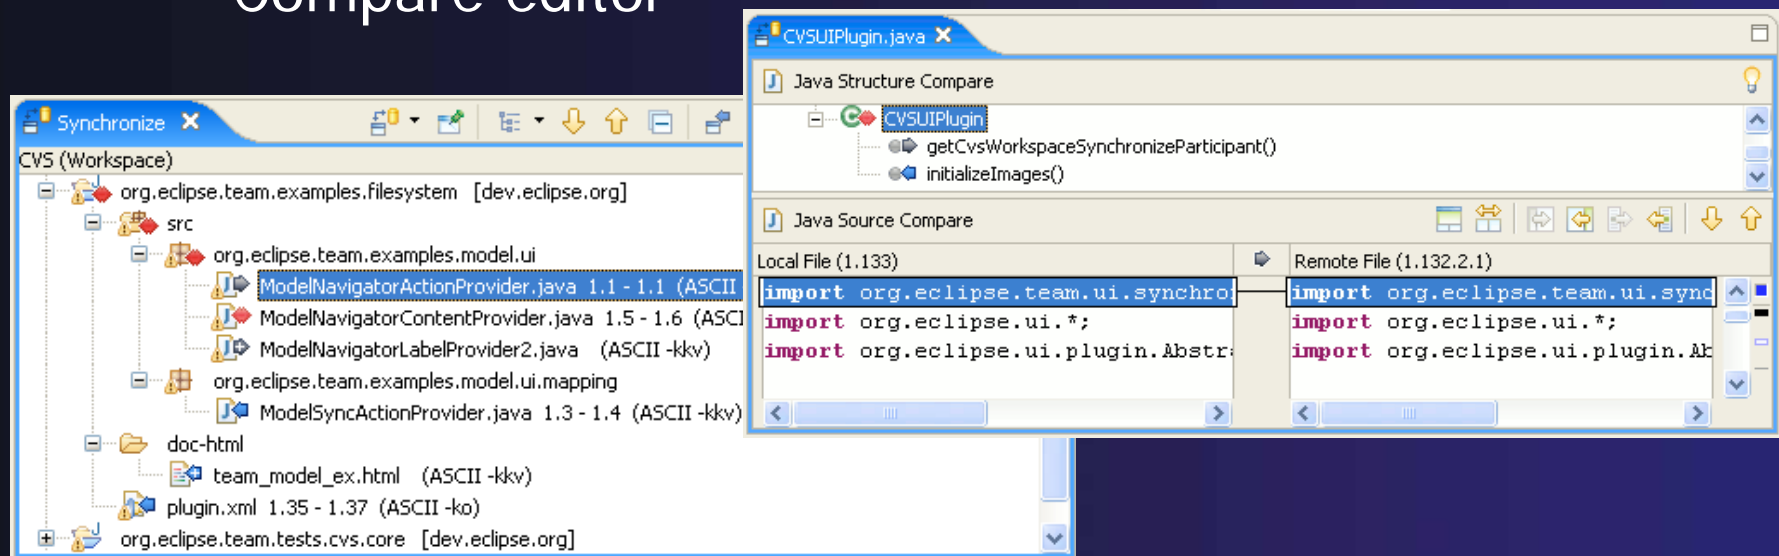 compare editor
CVSUIPlugin.java
Java Structure Compare
CVSUIPlugin
getCvsWorkspaceSynchronizeParticipant()
initializeImages()
Java Source Compare
Local File (1.133)
Remote File (1.132.2.1)
import org.eclipse.team.ui.synchro
import org.eclipse.ui.*;
import org.eclipse.ui.plugin.Abstr
import org.eclipse.team.ui.sync
import org.eclipse.ui.*;
import org.eclipse.ui.plugin.Ab
Synchronize
CVS (Workspace)
org.eclipse.team.examples.filesystem [dev.eclipse.org]
src
org.eclipse.team.examples.model.ui
ModelNavigatorActionProvider.java 1.1 - 1.1 (ASCII
ModelNavigatorContentProvider.java 1.5 - 1.6 (ASCI
ModelNavigatorLabelProvider2.java (ASCII -kkv)
org.eclipse.team.examples.model.ui.mapping
ModelSyncActionProvider.java 1.3 - 1.4 (ASCII -kkv)
doc-html
team_model_ex.html (ASCII -kkv)
plugin.xml 1.35 - 1.37 (ASCII -ko)
org.eclipse.team.tests.cvs.core [dev.eclipse.org]